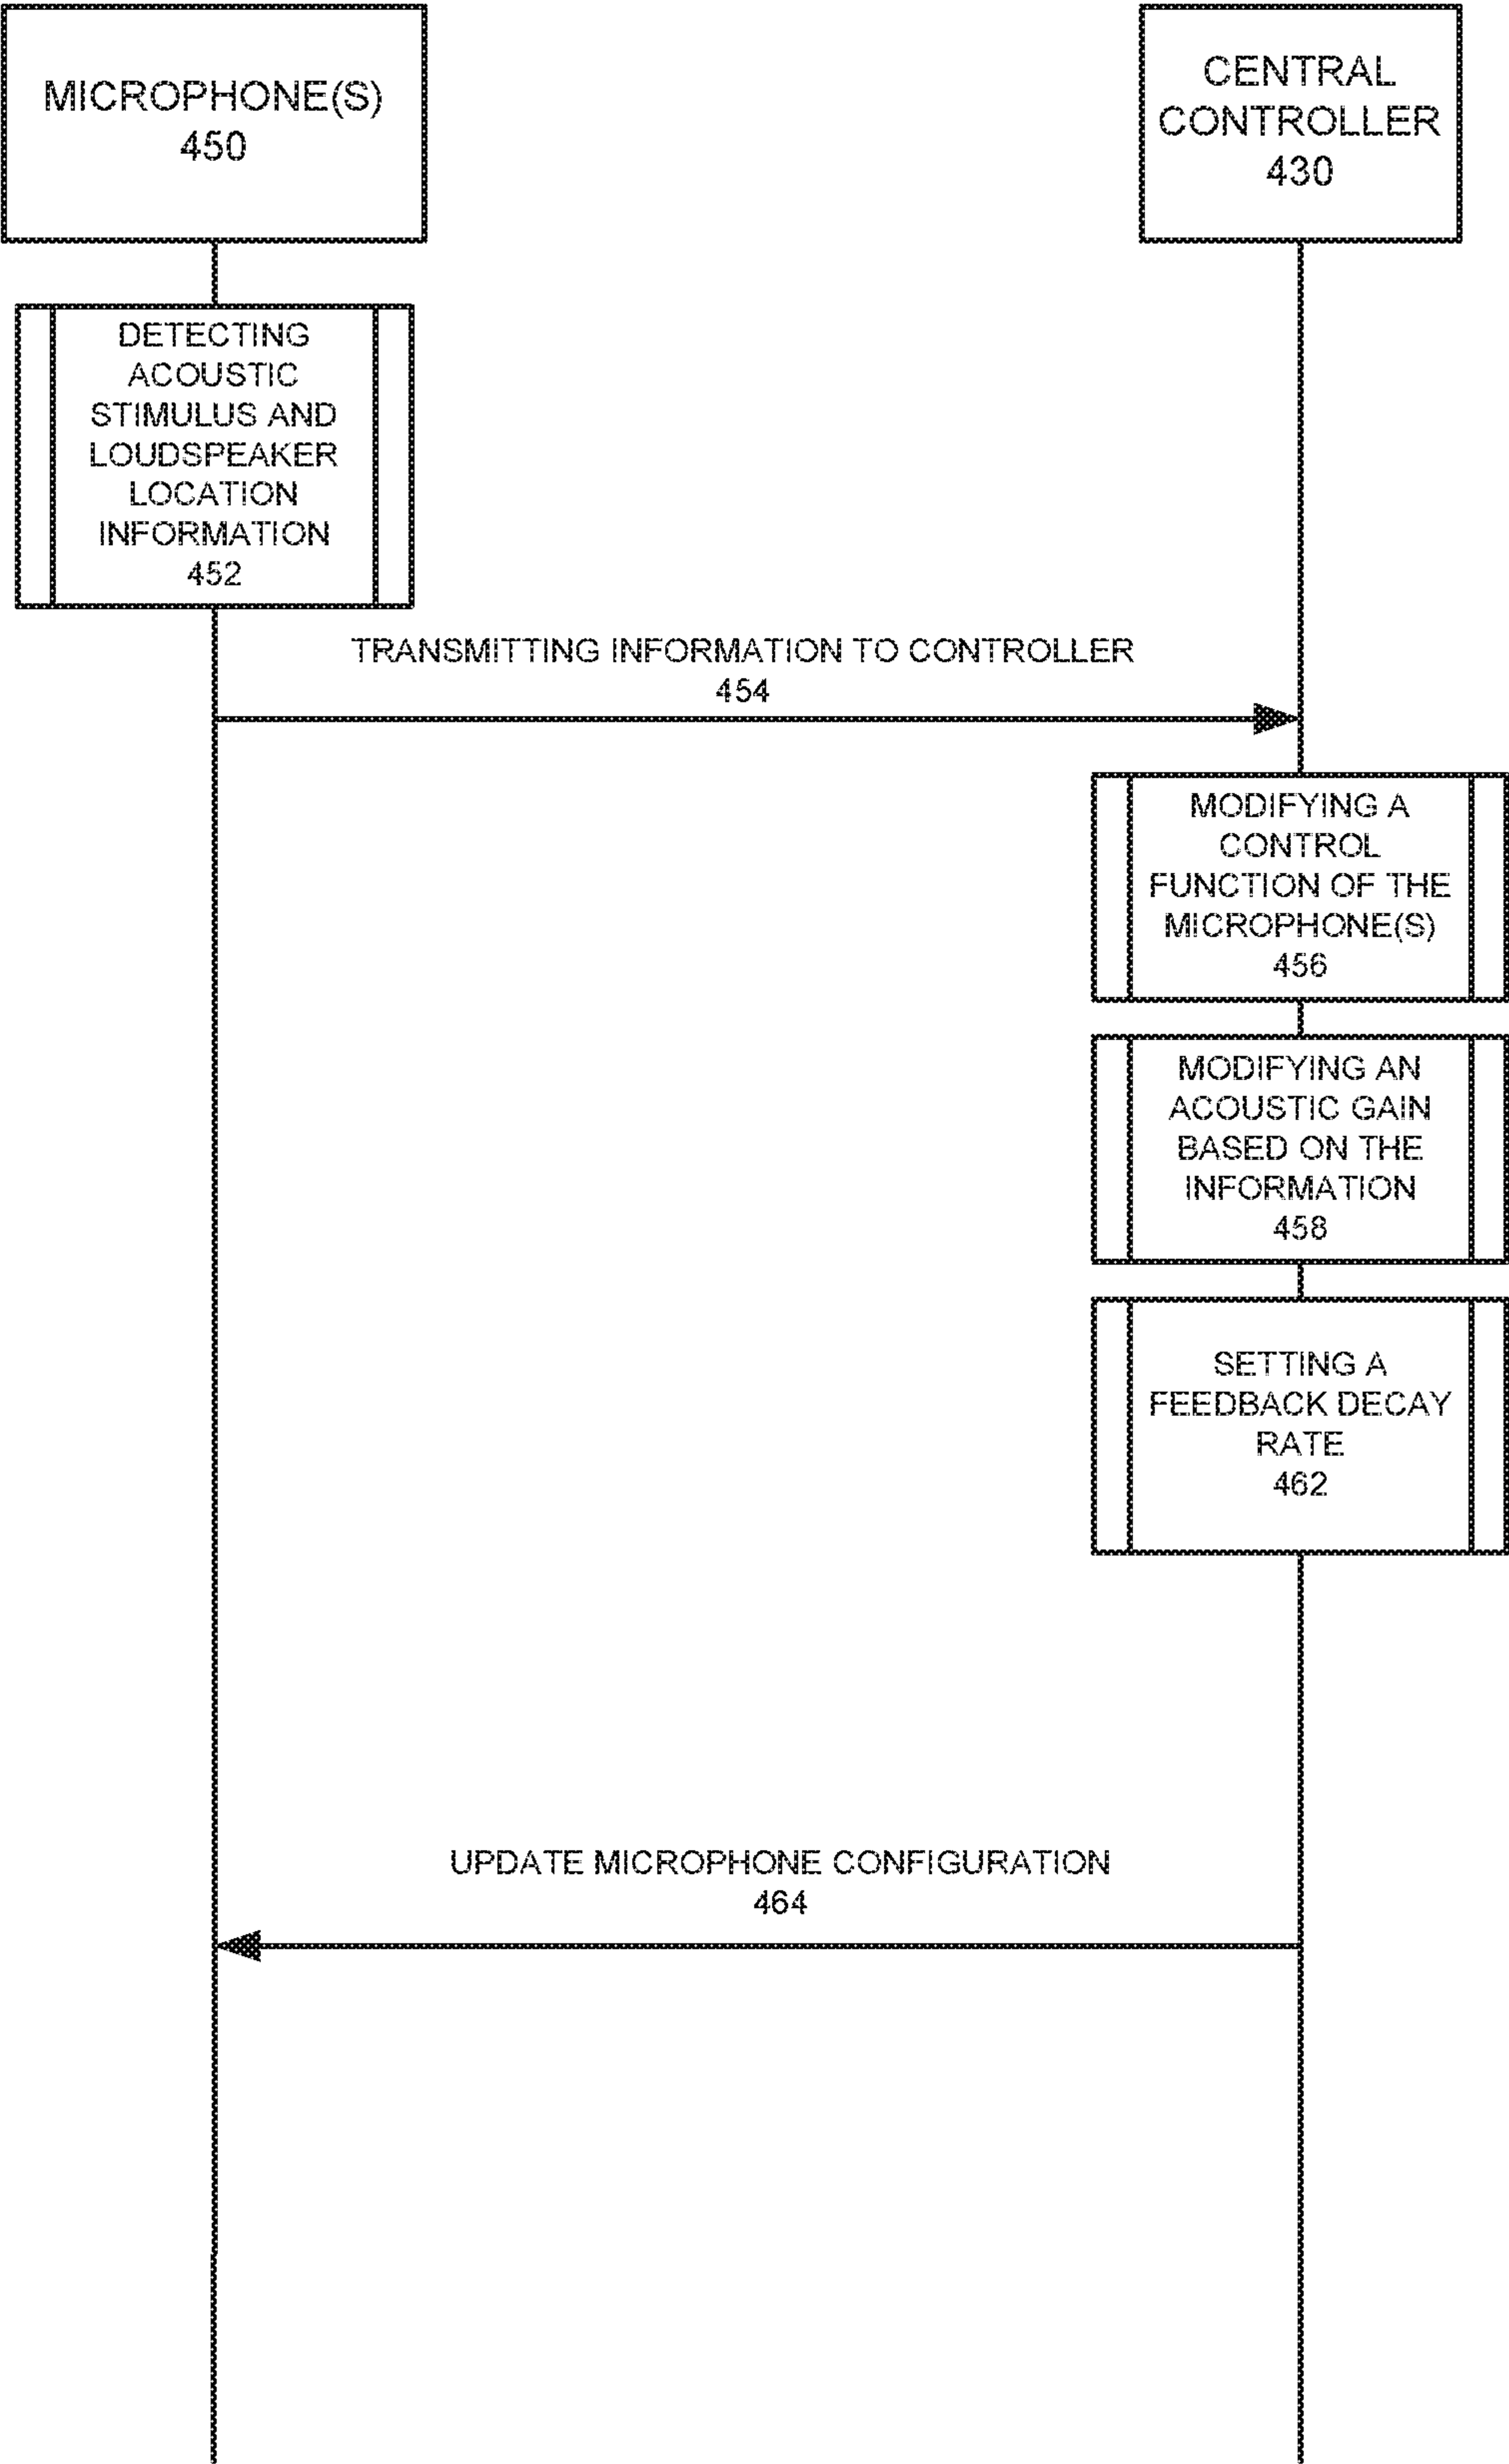 MICROPHONE(S)
450
CENTRAL
CONTROLLER
430
DETECTING
ACOUSTIC
STIMULUS AND
LOUDSPEAKER
LOCATION
INFORMATION
452
TRANSMITTING INFORMATION TO CONTROLLER
454
MODIFYING A
CONTROL
FUNCTION OF THE
MICROPHONE(S)
456
MODIFYING AN
ACOUSTIC GAIN
BASED ON THE
INFORMATION
458
SETTING A
FEEDBACK DECAY
RATE
462
UPDATE MICROPHONE CONFIGURATION
464